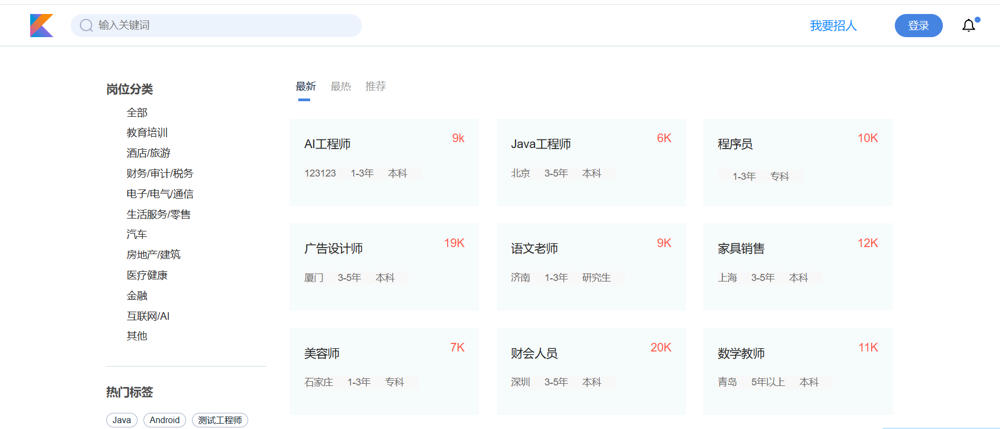 输入关键词
我要招人
登录
岗位分类
全部
教育培训
酒店/旅游
财务/审计/税务
电子/电气/通信
生活服务/零售
汽车
房地产/建筑
医疗健康
金融
互联网/AI
其他
热门标签
Java Android 测试工程师
最新 最热 推荐
AI工程师 9k
123123 1-3年 本科
Java工程师 6K
北京 3-5年 本科
程序员 10K
1-3年 专科
广告设计师 19K
厦门 3-5年 本科
语文老师 9K
济南 1-3年 研究生
家具销售 12K
上海 3-5年 本科
美容师 7K
石家庄 1-3年 专科
财会人员 20K
深圳 3-5年 本科
数学教师 11K
青岛 5年以上 本科